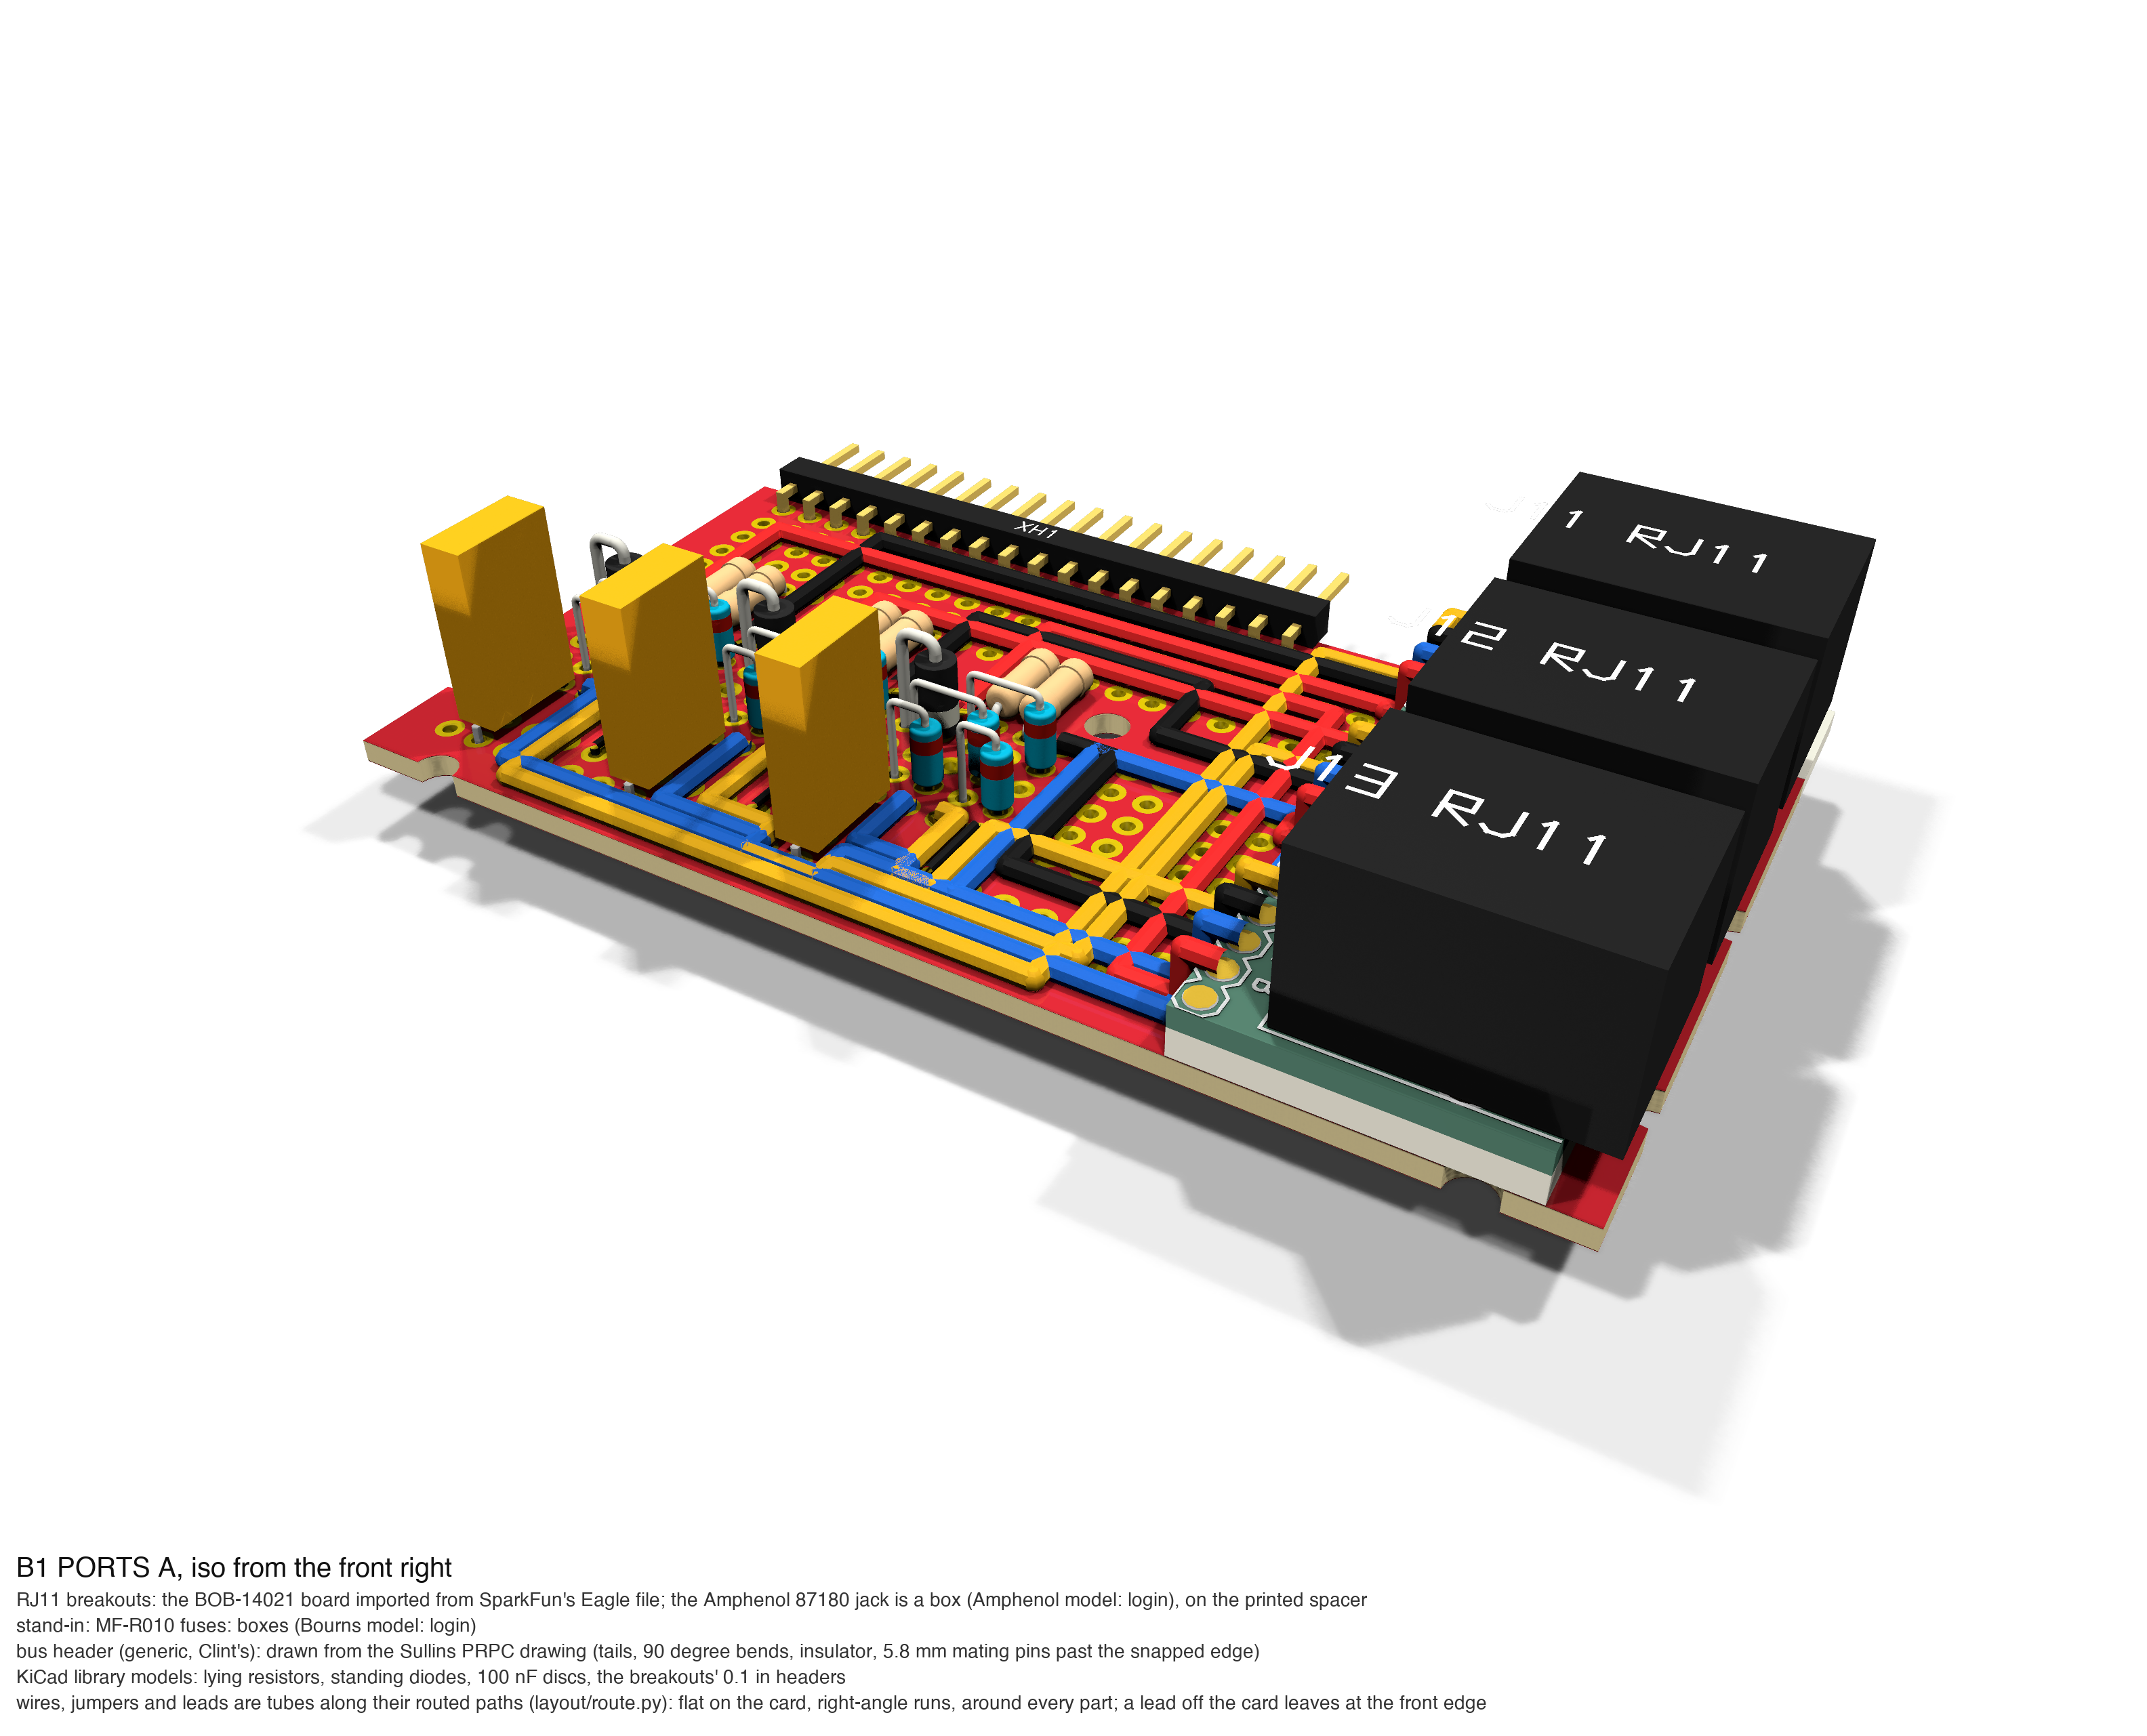 XH1
1 RJ11
J12 RJ11
J13 RJ11
B1 PORTS A, iso from the front right
RJ11 breakouts: the BOB-14021 board imported from SparkFun's Eagle file; the Amphenol 87180 jack is a box (Amphenol model: login), on the printed spacer
stand-in: MF-R010 fuses: boxes (Bourns model: login)
bus header (generic, Clint's): drawn from the Sullins PRPC drawing (tails, 90 degree bends, insulator, 5.8 mm mating pins past the snapped edge)
KiCad library models: lying resistors, standing diodes, 100 nF discs, the breakouts' 0.1 in headers
wires, jumpers and leads are tubes along their routed paths (layout/route.py): flat on the card, right-angle runs, around every part; a lead off the card leaves at the front edge